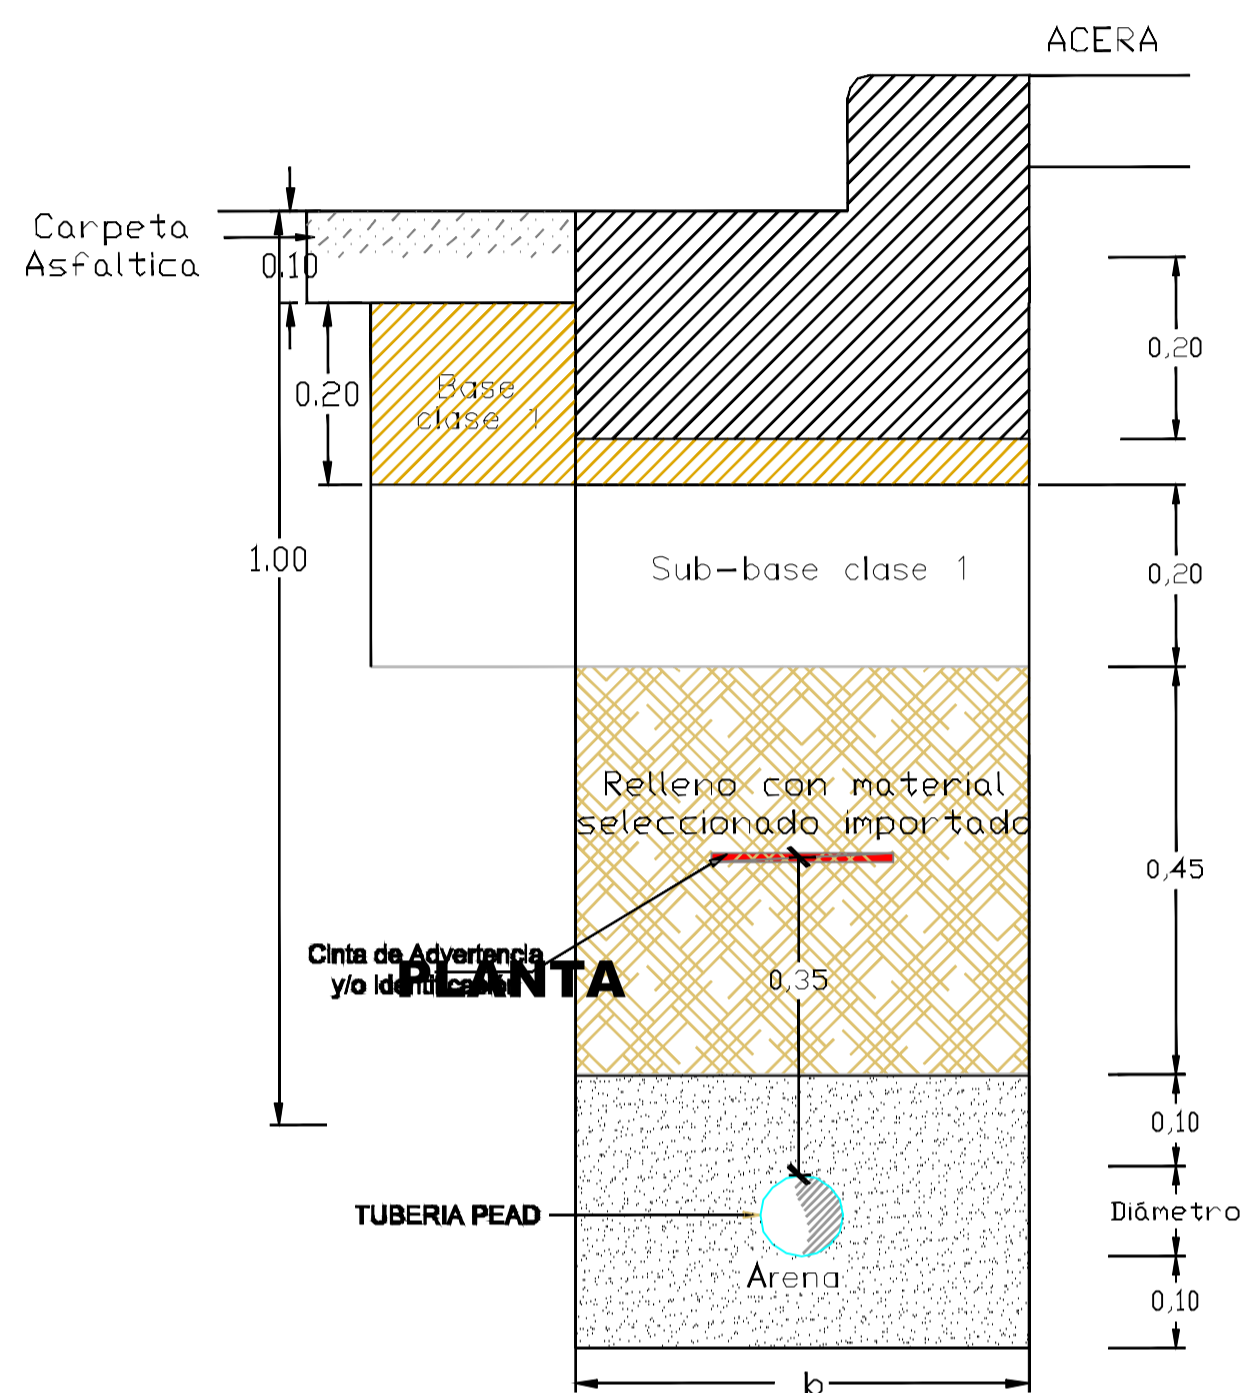 ACERA
Carpeta
Asfaltica
0.10
0,20
0.20
Base
clase 1
1.00
Sub-base clase 1
0,20
Relleno con material
seleccionado importado
0,45
Cinta de Advertencia
y/o Identificación
PLANTA
0,35
0,10
TUBERIA PEAD
Diámetro
Arena
0,10
b